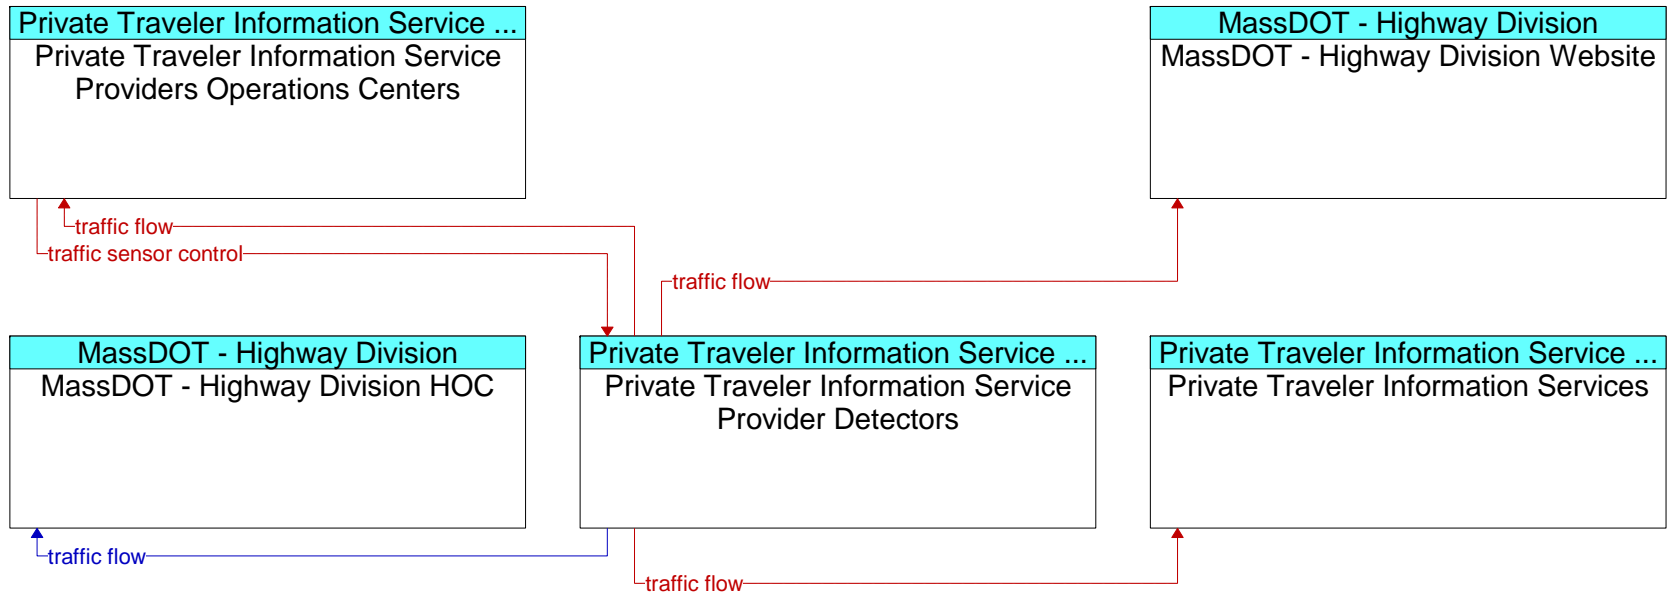 Private Traveler Information Service ...
Private Traveler Information Service
Providers Operations Centers
MassDOT - Highway Division
MassDOT - Highway Division Website
traffic flow
traffic sensor control
traffic flow
MassDOT - Highway Division
MassDOT - Highway Division HOC
Private Traveler Information Service ...
Private Traveler Information Service
Provider Detectors
Private Traveler Information Service ...
Private Traveler Information Services
traffic flow
traffic flow